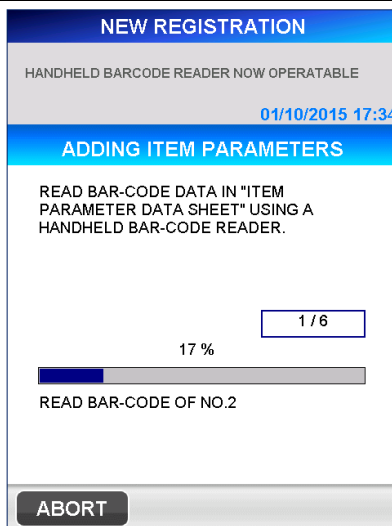 NEW REGISTRATION
HANDHELD BARCODE READER NOW OPERATABLE
01/10/2015 17:34
ADDING ITEM PARAMETERS
READ BAR-CODE DATA IN "ITEM
PARAMETER DATA SHEET" USING A
HANDHELD BAR-CODE READER.
1 / 6
17 %
READ BAR-CODE OF NO.2
ABORT